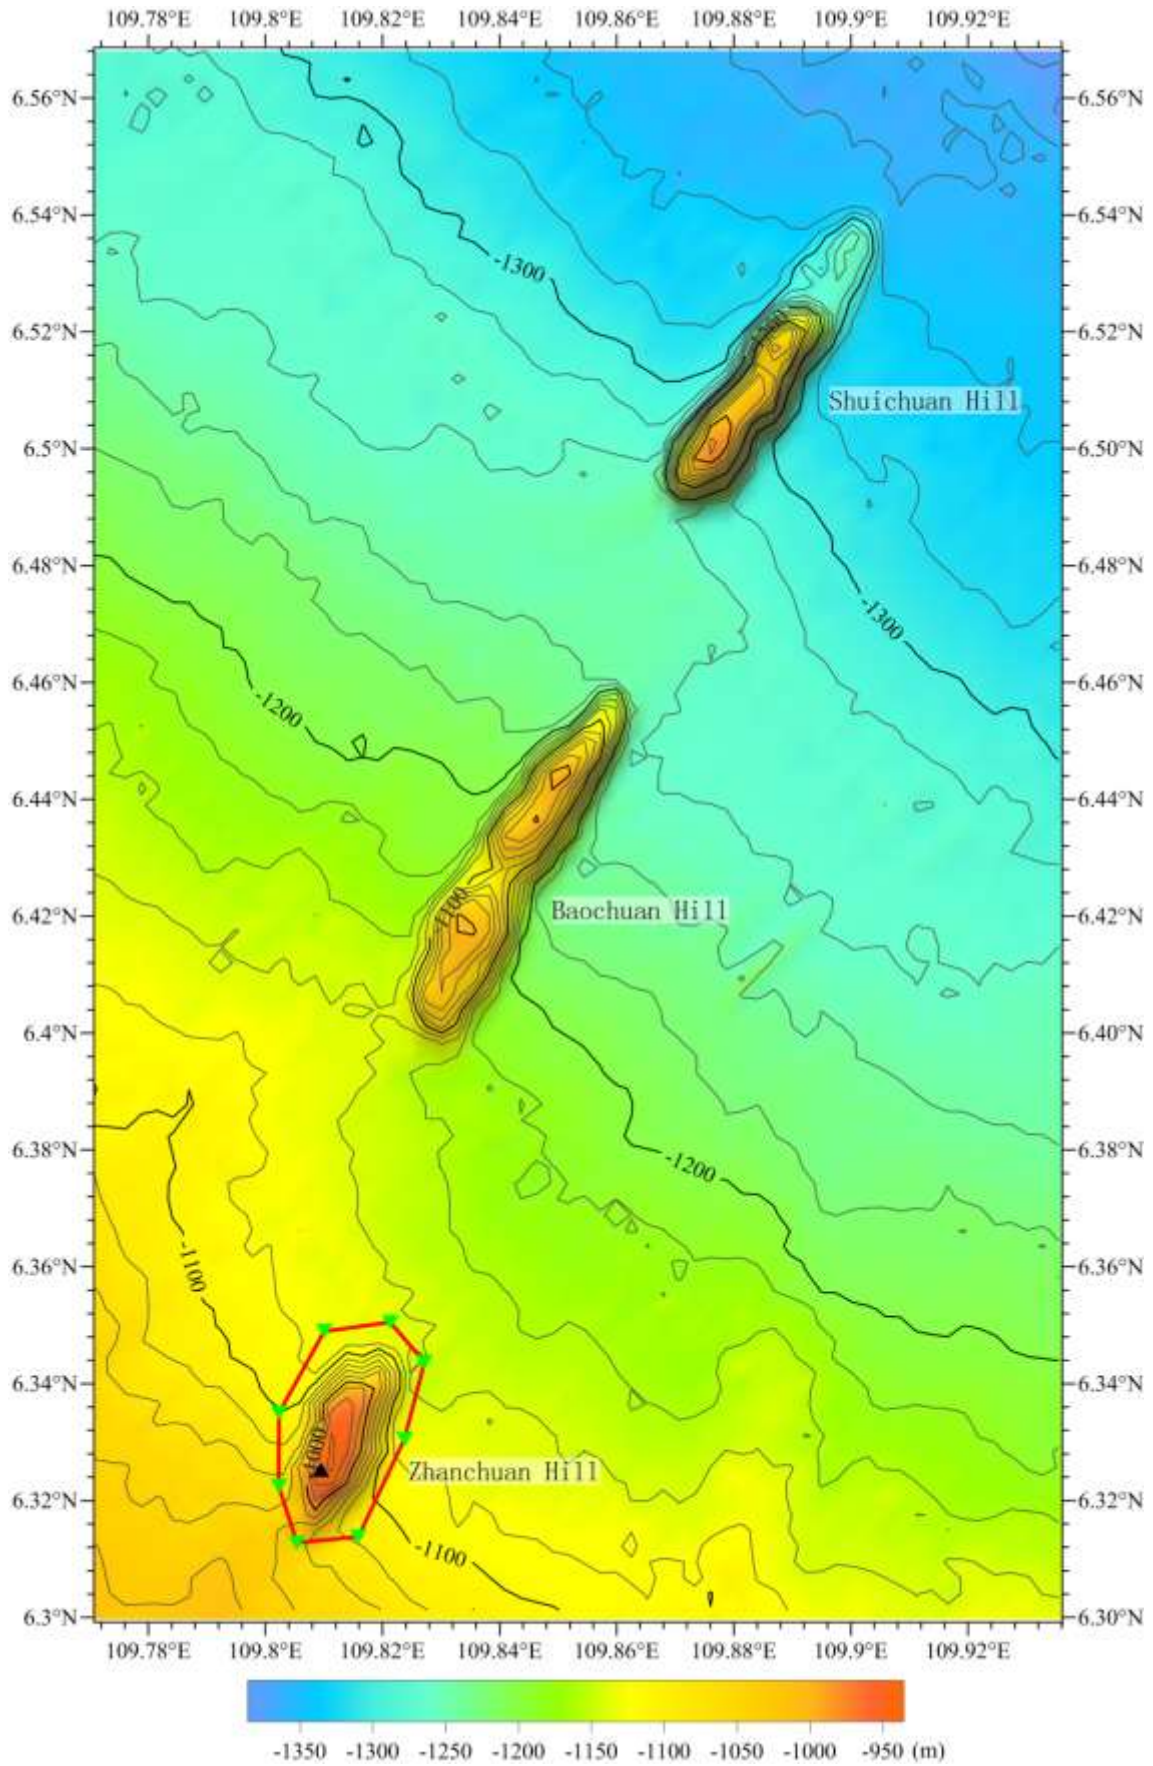 109.78°E 109.8°E 109.82°E 109.84°E 109.86°E 109.88°E 109.9°E 109.92°E
6.56°N 6.56°N
6.54°N 6.54°N
-1300
6.52°N 6.52°N
Shuichuan Hill
6.5°N 6.50°N
6.48°N 6.48°N
-1300
6.46°N 6.46°N
-1200
6.44°N 6.44°N
-1100
6.42°N Baochuan Hill 6.42°N
6.4°N 6.40°N
6.38°N 6.38°N
-1200
-1100
6.36°N 6.36°N
6.34°N 6.34°N
Zhanchuan Hill
6.32°N 6.32°N
-1100
6.3°N 6.30°N
109.78°E 109.8°E 109.82°E 109.84°E 109.86°E 109.88°E 109.9°E 109.92°E
-1350 -1300 -1250 -1200 -1150 -1100 -1050 -1000 -950 (m)